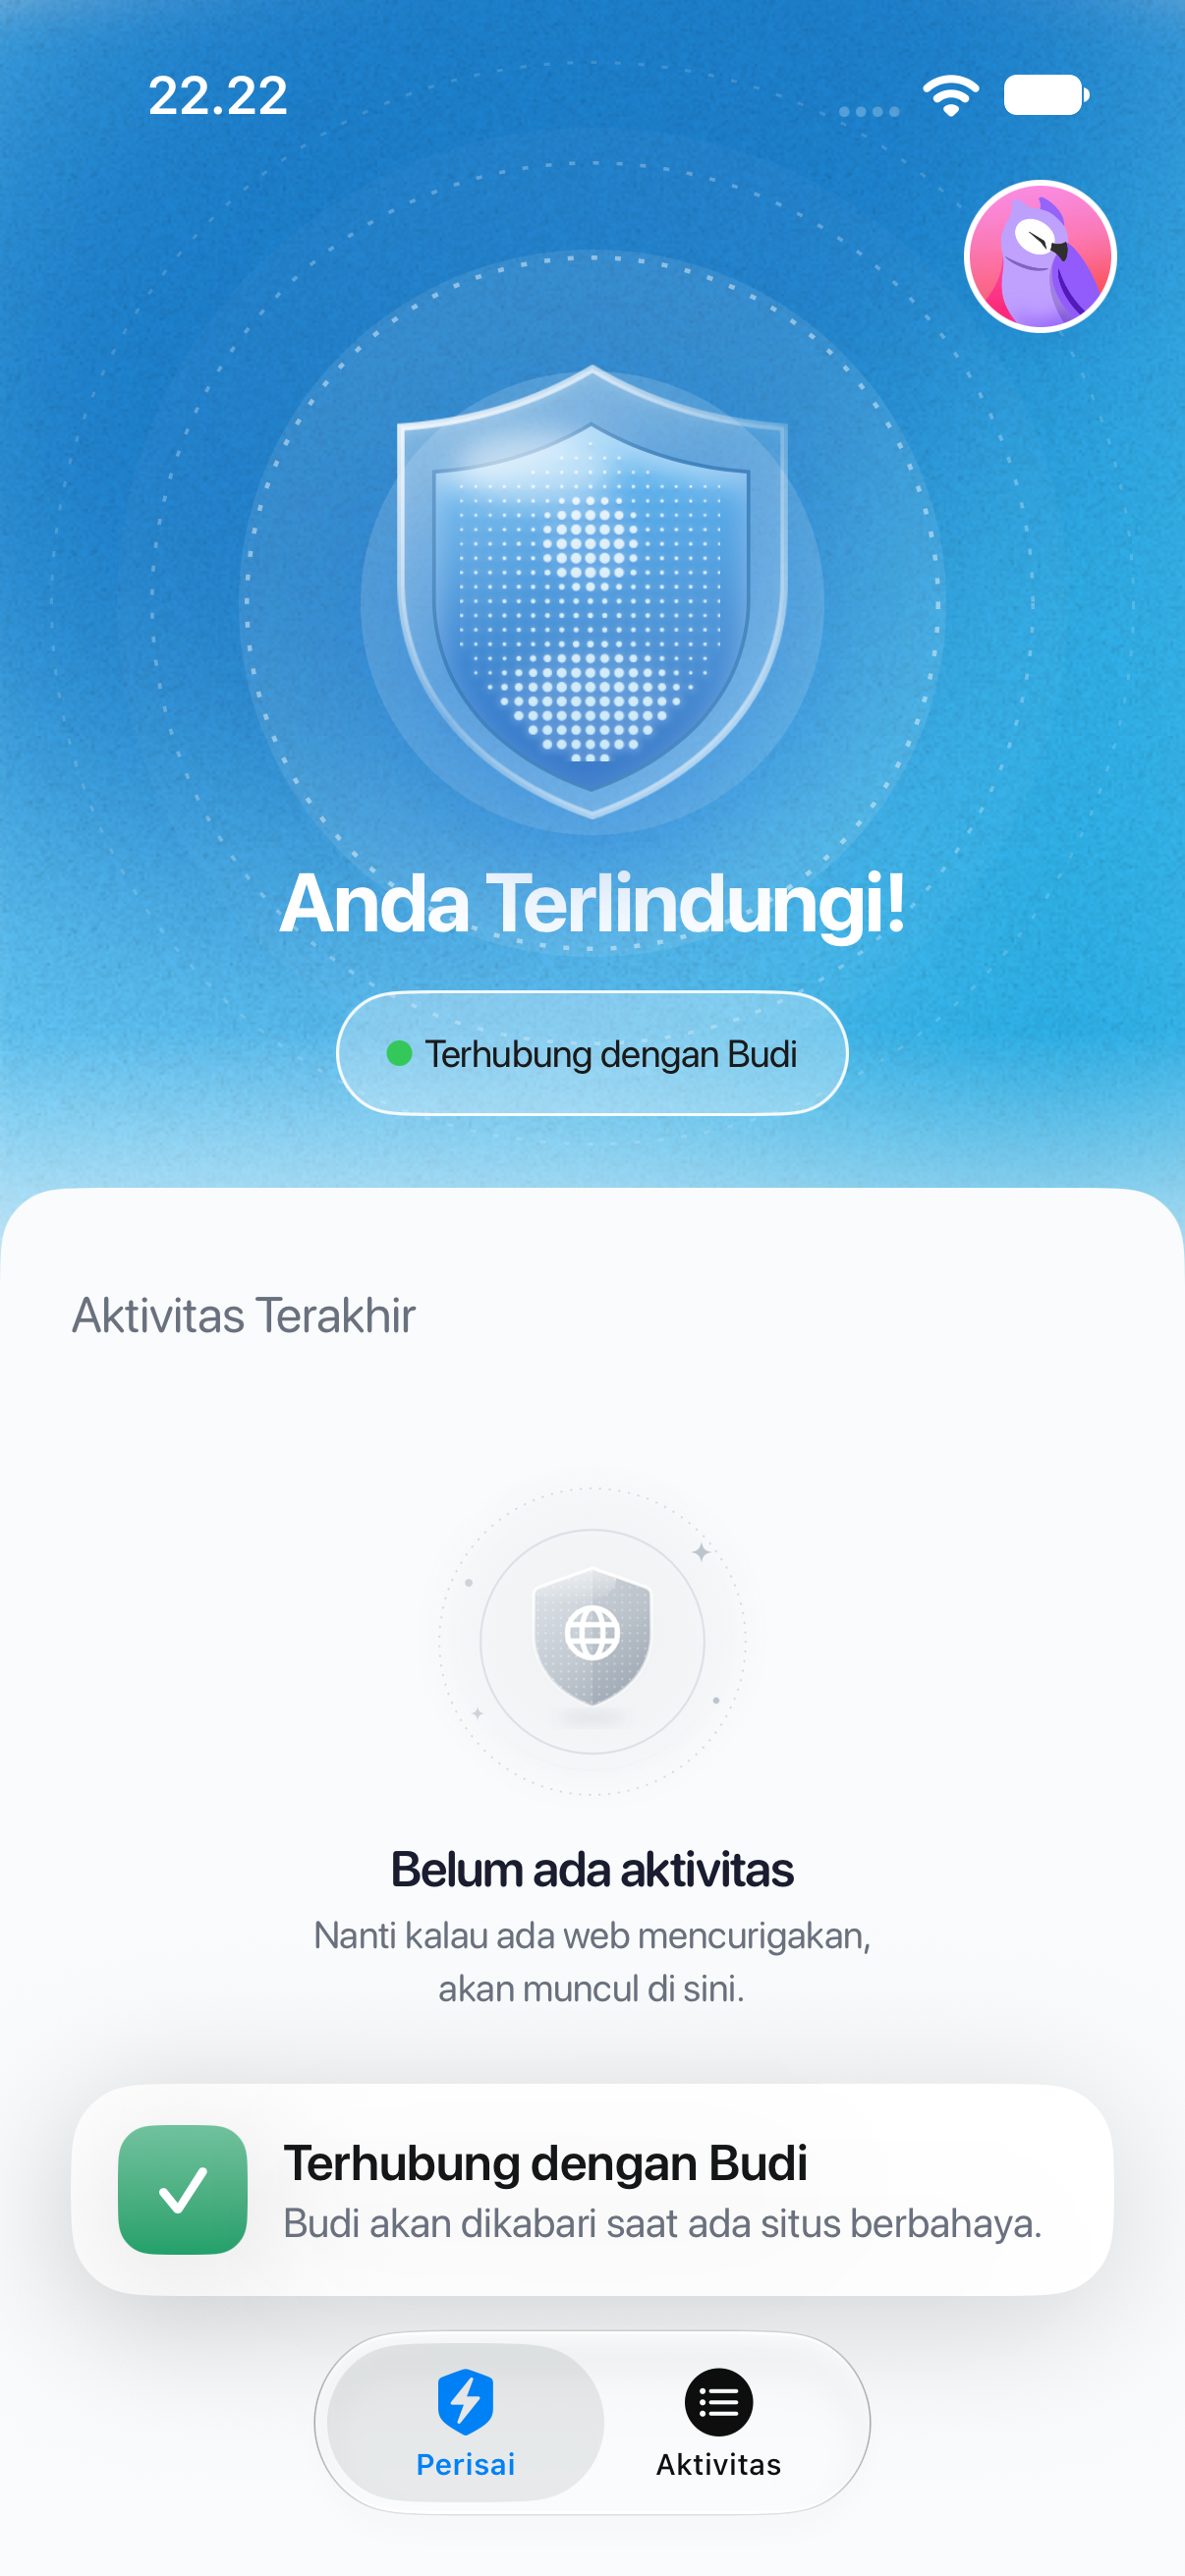 22.22
Anda Terlindungi!
Terhubung dengan Budi
Aktivitas Terakhir
Belum ada aktivitas
Nanti kalau ada web mencurigakan,
akan muncul di sini.
Terhubung dengan Budi
Budi akan dikabari saat ada situs berbahaya.
Perisai
Aktivitas